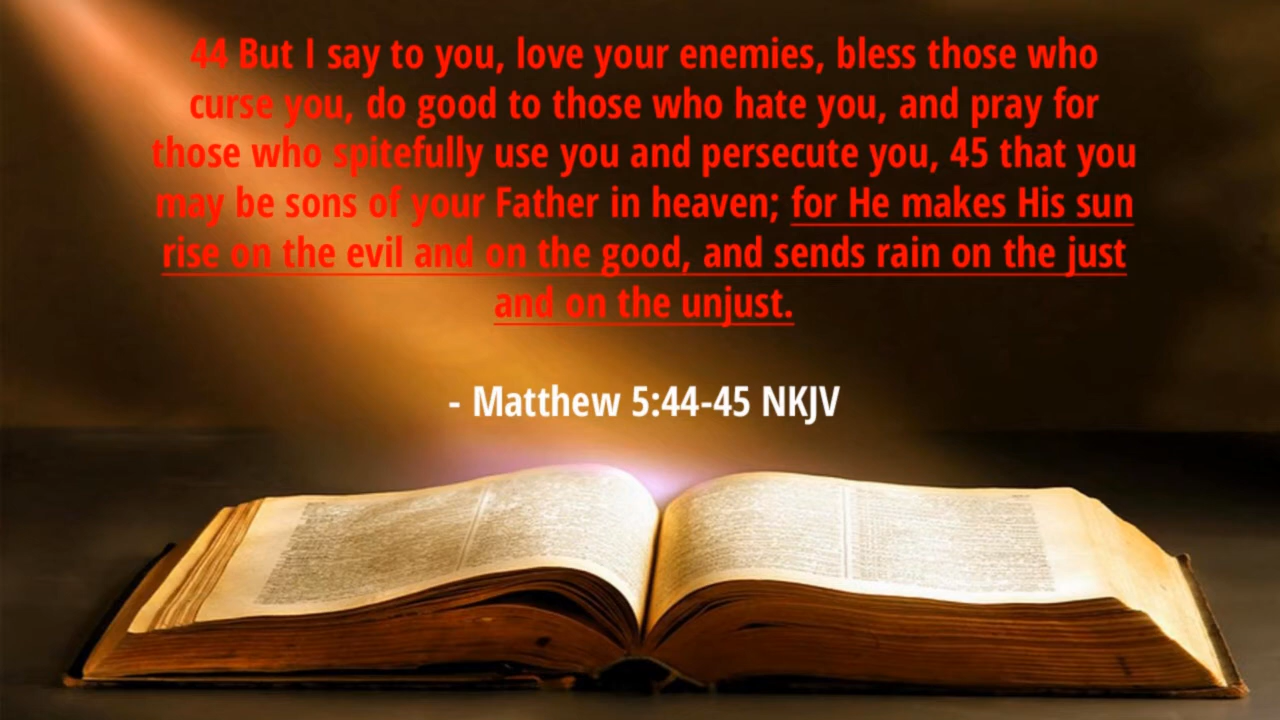 44 But I say to you, love your enemies, bless those who
curse you, do good to those who hate you, and pray for
those who spitefully use you and persecute you, 45 that you
may be sons of your Father in heaven; for He makes His sun
rise on the evil and on the good, and sends rain on the just
and on the unjust.
- Matthew 5:44-45 NKJV